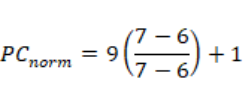 PC_norm = 9(7 − 6 / 7 − 6) + 1